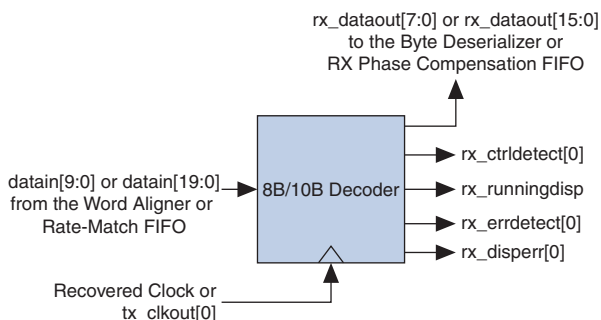 rx_dataout[7:0] or rx_dataout[15:0]
to the Byte Deserializer or
RX Phase Compensation FIFO
rx_ctrldetect[0]
datain[9:0] or datain[19:0]
from the Word Aligner or
Rate-Match FIFO
8B/10B Decoder
rx_runningdisp
rx_errdetect[0]
rx_disperr[0]
Recovered Clock or
tx_clkout[0]